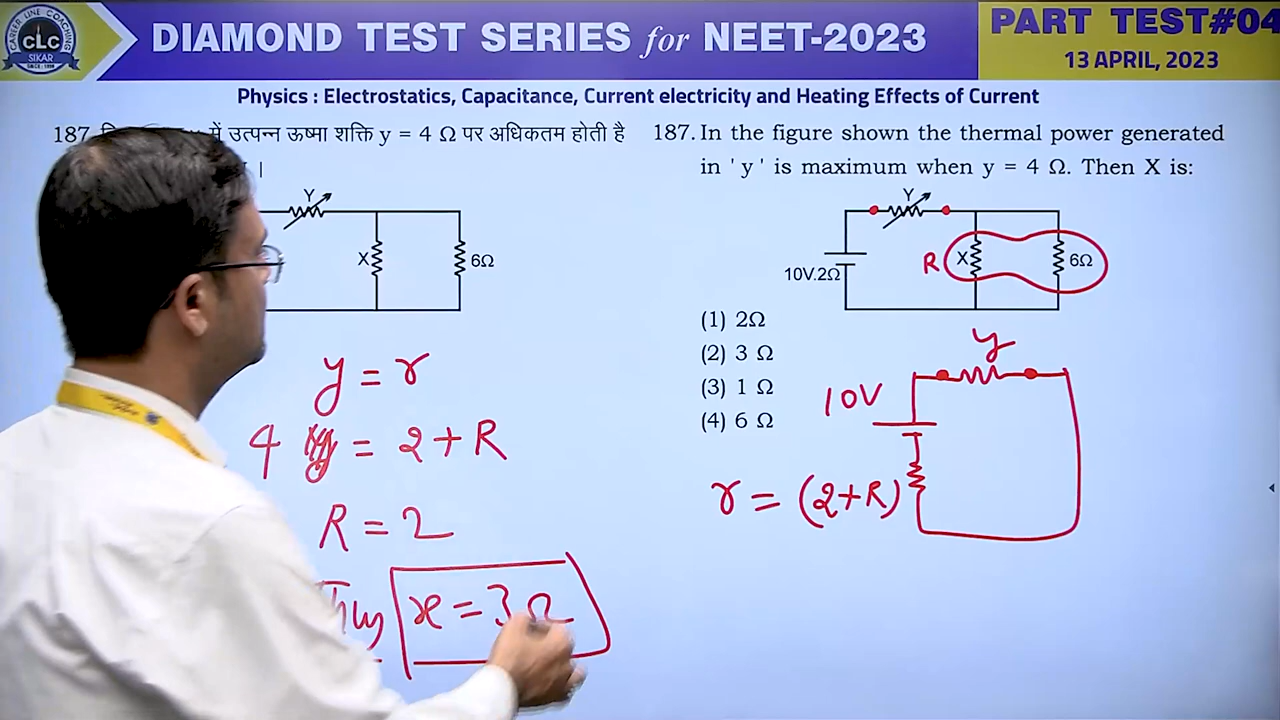 CAREER LINE COACHING
CLC
SIKAR
SINCE : 1996
DIAMOND TEST SERIES for NEET-2023
PART TEST#04
13 APRIL, 2023
Physics : Electrostatics, Capacitance, Current electricity and Heating Effects of Current
187
में उत्पन्न ऊष्मा शक्ति y = 4 Ω पर अधिकतम होती है
।
Y
X
6Ω
y = r
4 = 2 + R
R = 2
Thus x = 3 Ω
187. In the figure shown the thermal power generated
in ' y ' is maximum when y = 4 Ω. Then X is:
Y
10V.2Ω
R
X
6Ω
(1) 2Ω
(2) 3 Ω
(3) 1 Ω
(4) 6 Ω
y
10V
r = (2+R)